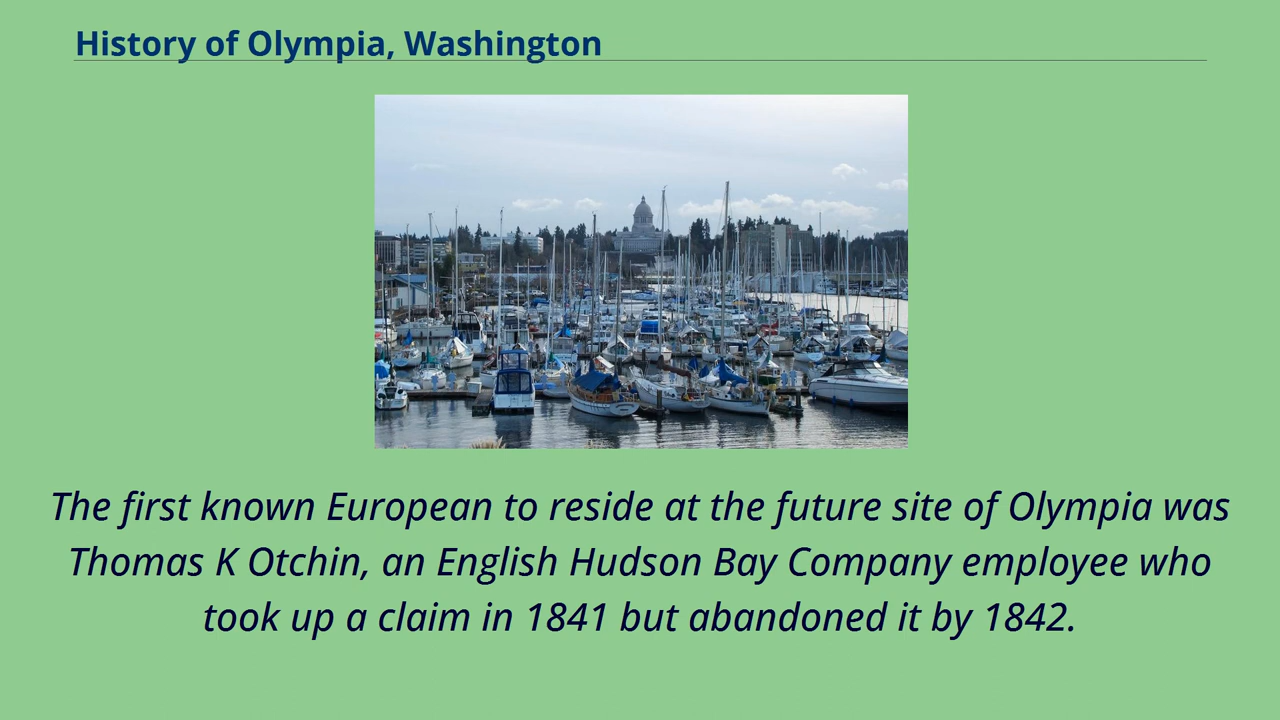 History of Olympia, Washington
The first known European to reside at the future site of Olympia was
Thomas K Otchin, an English Hudson Bay Company employee who
took up a claim in 1841 but abandoned it by 1842.